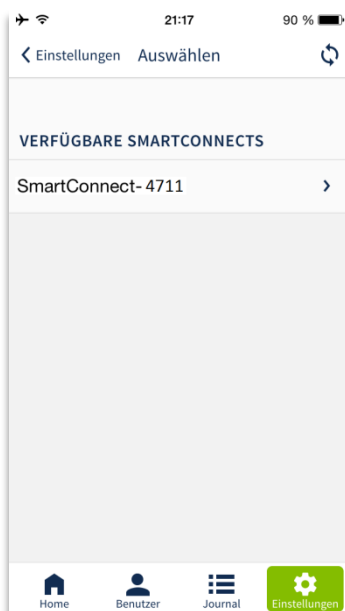 21:17 90 %
Einstellungen Auswählen
VERFÜGBARE SMARTCONNECTS
SmartConnect- 4711
Home Benutzer Journal Einstellungen